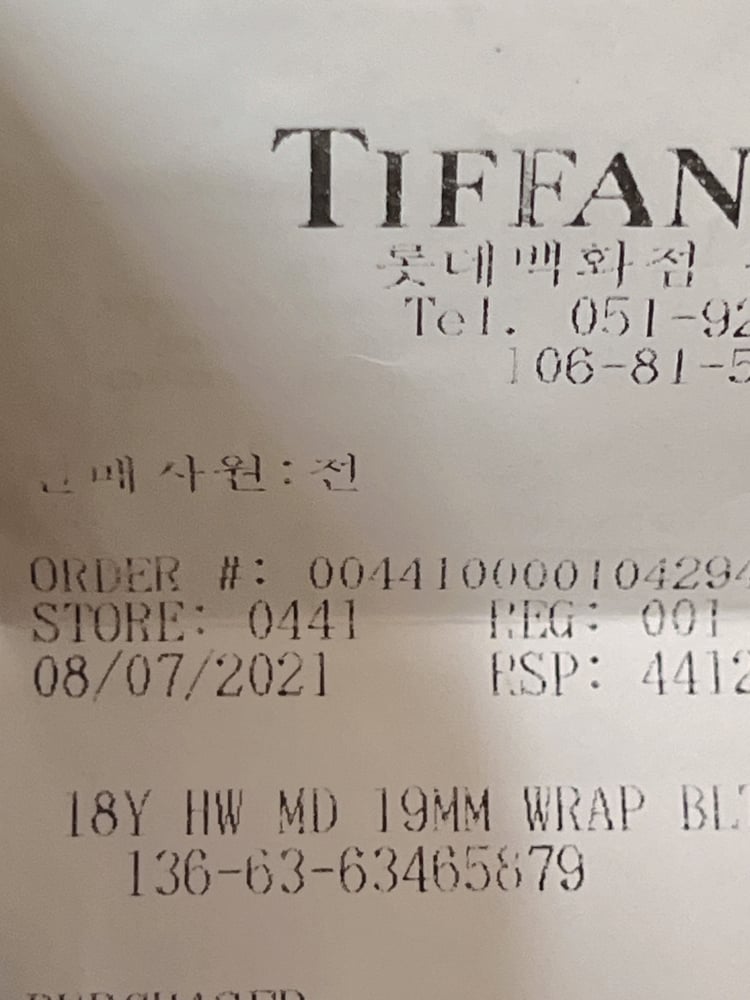 TIFFAN
롯데백화점
Tel. 051-92
106-81-5
판매사원:전
ORDER #: 004410000104294
STORE: 0441 REG: 001
08/07/2021 RSP: 4412
18Y HW MD 19MM WRAP BL
136-63-63465879